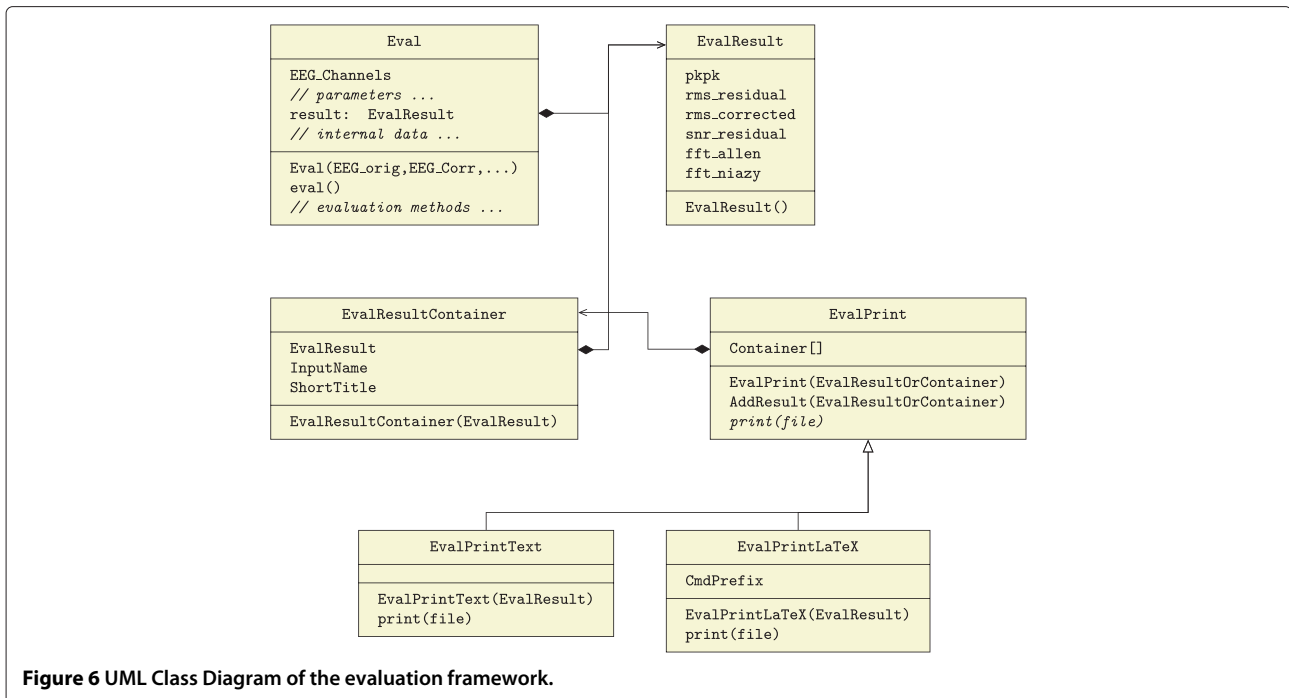 Eval
EEG_Channels
// parameters ...
result: EvalResult
// internal data ...
Eval(EEG_orig,EEG_Corr,...)
eval()
// evaluation methods ...
EvalResult
pkpk
rms_residual
rms_corrected
snr_residual
fft_allen
fft_niazy
EvalResult()
EvalResultContainer
EvalResult
InputName
ShortTitle
EvalResultContainer(EvalResult)
EvalPrint
Container[]
EvalPrint(EvalResultOrContainer)
AddResult(EvalResultOrContainer)
print(file)
EvalPrintText
EvalPrintText(EvalResult)
print(file)
EvalPrintLaTeX
CmdPrefix
EvalPrintLaTeX(EvalResult)
print(file)
Figure 6 UML Class Diagram of the evaluation framework.